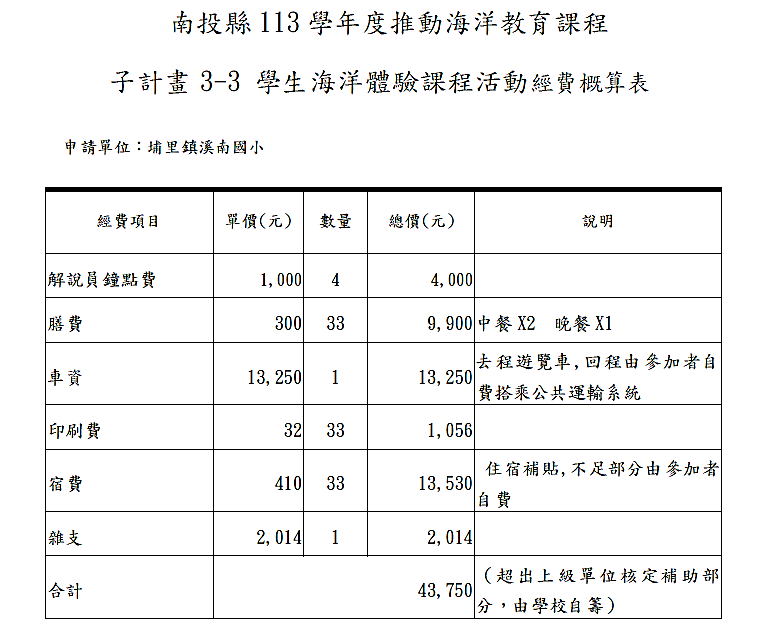 南投縣113學年度推動海洋教育課程
子計畫 3-3 學生海洋體驗課程活動經費概算表
申請單位：埔里鎮溪南國小
經費項目 單價(元) 數量 總價(元) 說明
解說員鐘點費 1,000 4 4,000
膳費 300 33 9,900 中餐X2 晚餐X1
車資 13,250 1 13,250 去程遊覽車,回程由參加者自
費搭乘公共運輸系統
印刷費 32 33 1,056
宿費 410 33 13,530 住宿補貼,不足部分由參加者
自費
雜支 2,014 1 2,014
合計 43,750 （超出上級單位核定補助部
分，由學校自籌）